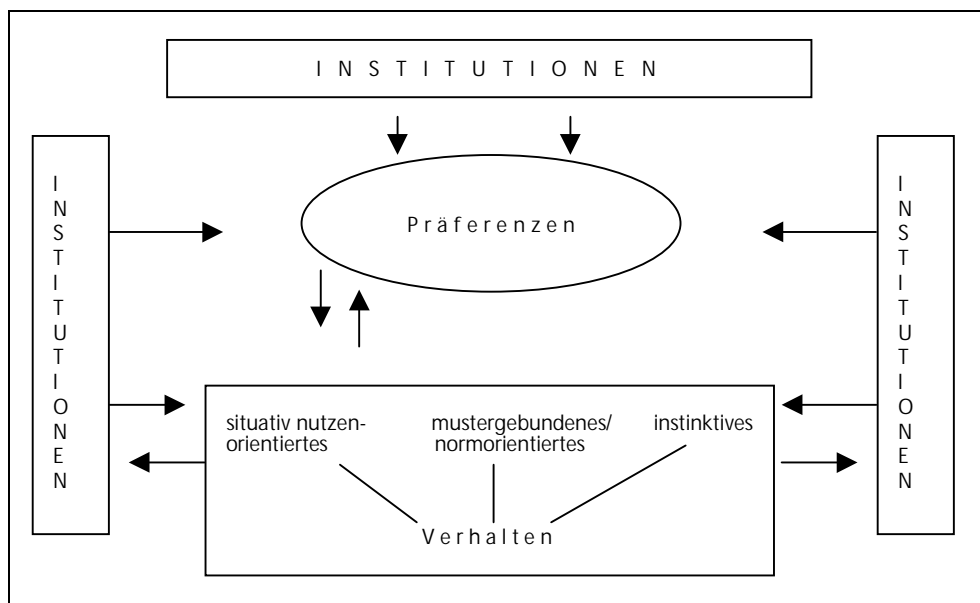 I N S T I T U T I O N E N
I N S T I T U T I O N E N
P r ä f e r e n z e n
I N S T I T U T I O N E N
situativ nutzen-
orientiertes
mustergebundenes/
normorientiertes
instinktives
V e r h a l t e n